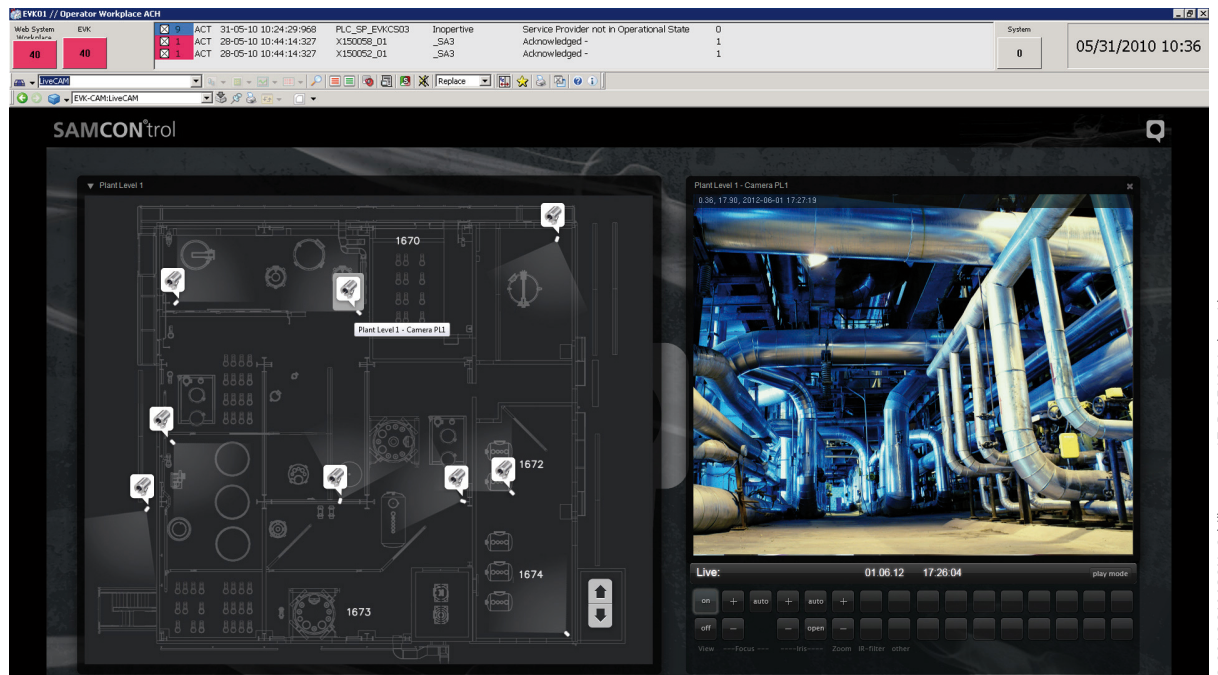 EVK01 // Operator Workplace ACH
Web System Workplace
EVK
40
40
9 ACT 31-05-10 10:24:29:968 PLC_SP_EVKCS03 Inopertive Service Provider not in Operational State 0
1 ACT 28-05-10 10:44:14:327 X150058_01 _SA3 Acknowledged - 1
1 ACT 28-05-10 10:44:14:327 X150052_01 _SA3 Acknowledged - 1
System
0
05/31/2010 10:36
LiveCAM
Replace
EVK-CAM:LiveCAM
SAMCON°trol
Plant Level 1
1670
Plant Level 1 - Camera PL1
1672
1674
1673
Plant Level 1 - Camera PL1
0.36, 17.90, 2012-06-01 17:27:19
Live: 01.06.12 17:26:04 play mode
on + auto + auto +
off − − open −
View ---Focus --- ----Iris---- Zoom IR-filter other